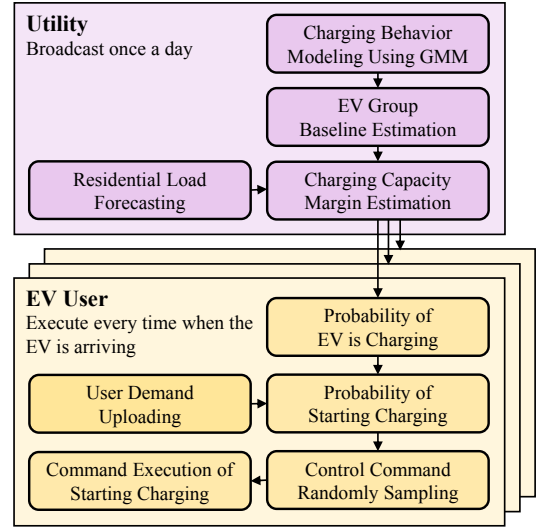 Utility
Broadcast once a day
Charging Behavior
Modeling Using GMM
EV Group
Baseline Estimation
Residential Load
Forecasting
Charging Capacity
Margin Estimation
EV User
Execute every time when the
EV is arriving
Probability of
EV is Charging
User Demand
Uploading
Probability of
Starting Charging
Command Execution of
Starting Charging
Control Command
Randomly Sampling